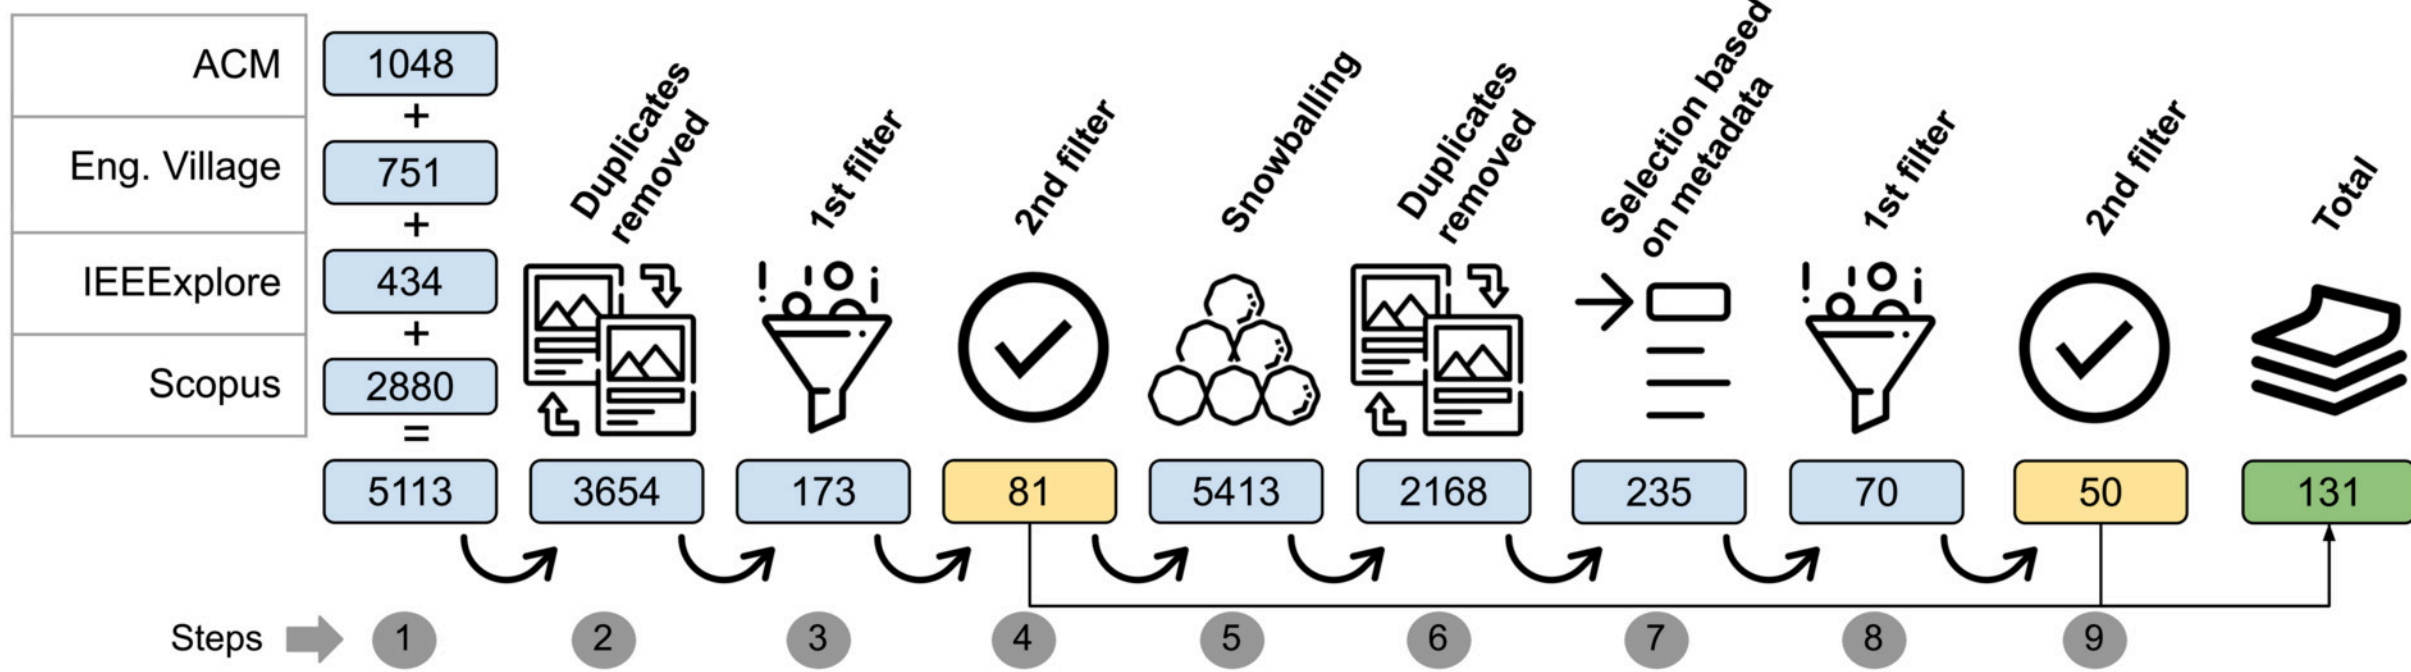 ACM
1048
+
Eng. Village
751
+
IEEExplore
434
+
Scopus
2880
=
Duplicates
removed
1st filter
2nd filter
Snowballing
Duplicates
removed
Selection based
on metadata
1st filter
2nd filter
Total
5113
3654
173
81
5413
2168
235
70
50
131
Steps
1
2
3
4
5
6
7
8
9